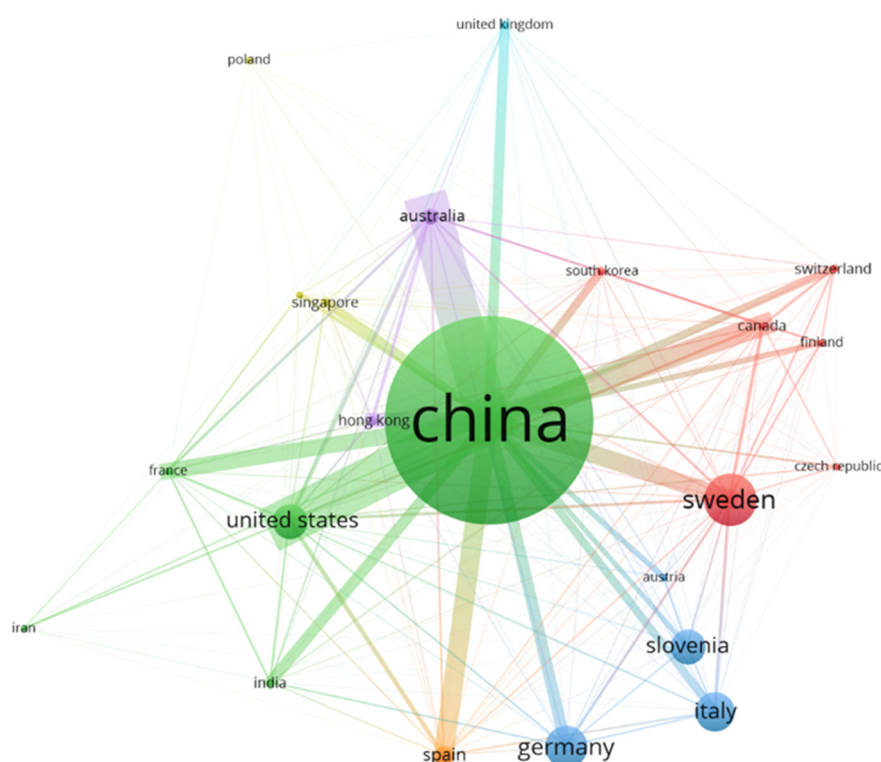 united kingdom
poland
australia
south korea
switzerland
singapore
canada
finland
hong kong
china
france
czech republic
sweden
united states
austria
iran
slovenia
india
italy
germany
spain